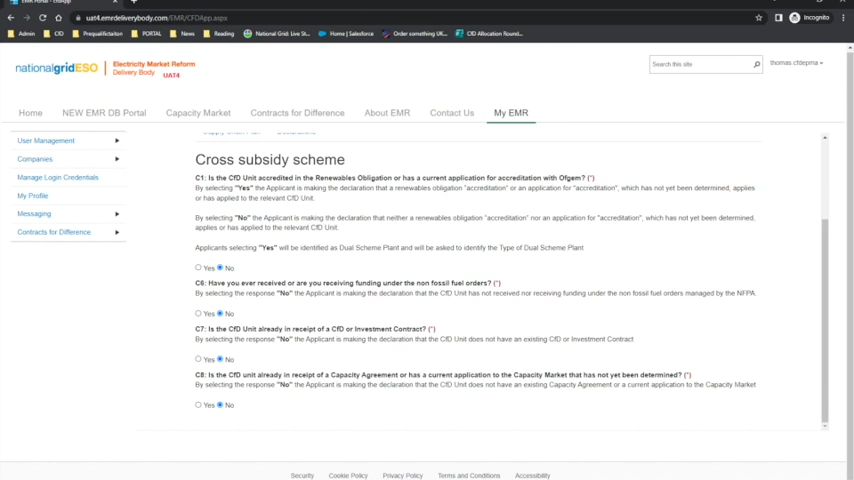 EMR Portal - CfdApp
uat4.emrdeliverybody.com/EMR/CFDApp.aspx
Incognito
Admin CfD Prequalification PORTAL News Reading National Grid: Live St... Home | Salesforce Order something UK... CfD Allocation Round...
nationalgridESO
Electricity Market Reform
Delivery Body UAT4
Search this site
thomas.cfdepma
Home NEW EMR DB Portal Capacity Market Contracts for Difference About EMR Contact Us My EMR
User Management
Companies
Manage Login Credentials
My Profile
Messaging
Contracts for Difference
Cross subsidy scheme
C1: Is the CfD Unit accredited in the Renewables Obligation or has a current application for accreditation with Ofgem? (*)
By selecting "Yes" the Applicant is making the declaration that a renewables obligation "accreditation" or an application for "accreditation", which has not yet been determined, applies
or has applied to the relevant CfD Unit.
By selecting "No" the Applicant is making the declaration that neither a renewables obligation "accreditation" nor an application for "accreditation", which has not yet been determined,
applies or has applied to the relevant CfD Unit.
Applicants selecting "Yes" will be identified as Dual Scheme Plant and will be asked to identify the Type of Dual Scheme Plant
Yes No
C6: Have you ever received or are you receiving funding under the non fossil fuel orders? (*)
By selecting the response "No" the Applicant is making the declaration that the CfD Unit has not received nor receiving funding under the non fossil fuel orders managed by the NFPA.
Yes No
C7: Is the CfD Unit already in receipt of a CfD or Investment Contract? (*)
By selecting the response "No" the Applicant is making the declaration that the CfD Unit does not have an existing CfD or Investment Contract
Yes No
C8: Is the CfD unit already in receipt of a Capacity Agreement or has a current application to the Capacity Market that has not yet been determined? (*)
By selecting the response "No" the Applicant is making the declaration that the CfD Unit does not have an existing Capacity Agreement or a current application to the Capacity Market
Yes No
Security Cookie Policy Privacy Policy Terms and Conditions Accessibility